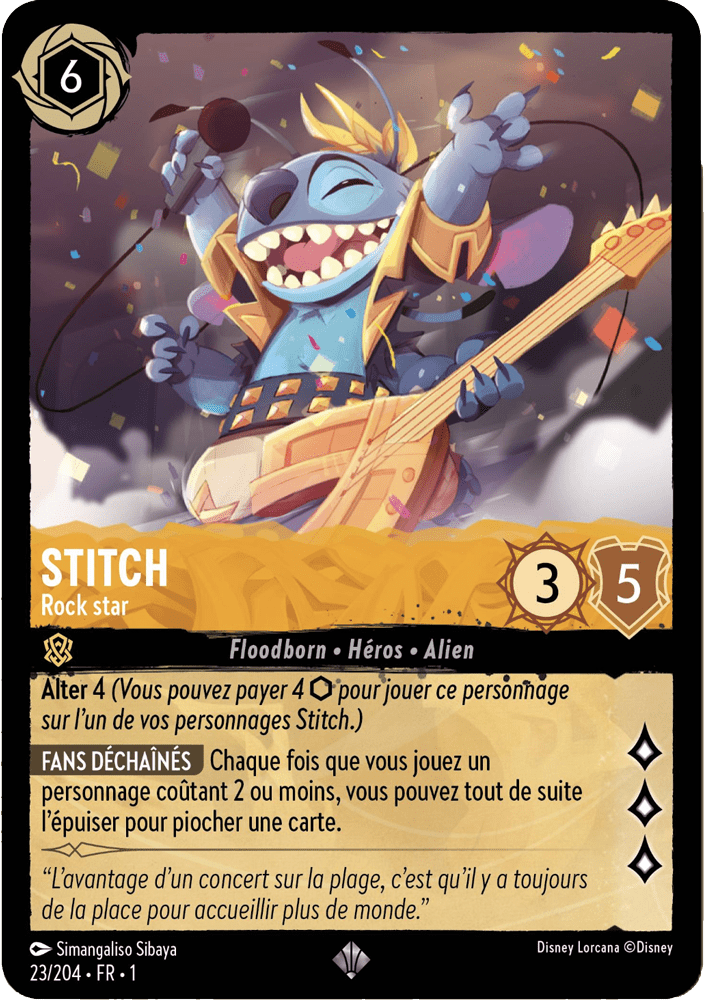 6
STITCH
Rock star
3
5
Floodborn • Héros • Alien
Alter 4 (Vous pouvez payer 4 ⬡ pour jouer ce personnage
sur l’un de vos personnages Stitch.)
FANS DÉCHAÎNÉS Chaque fois que vous jouez un
personnage coûtant 2 ou moins, vous pouvez tout de suite
l’épuiser pour piocher une carte.
“L’avantage d’un concert sur la plage, c’est qu’il y a toujours
de la place pour accueillir plus de monde.”
Simangaliso Sibaya
Disney Lorcana ©Disney
23/204 • FR • 1